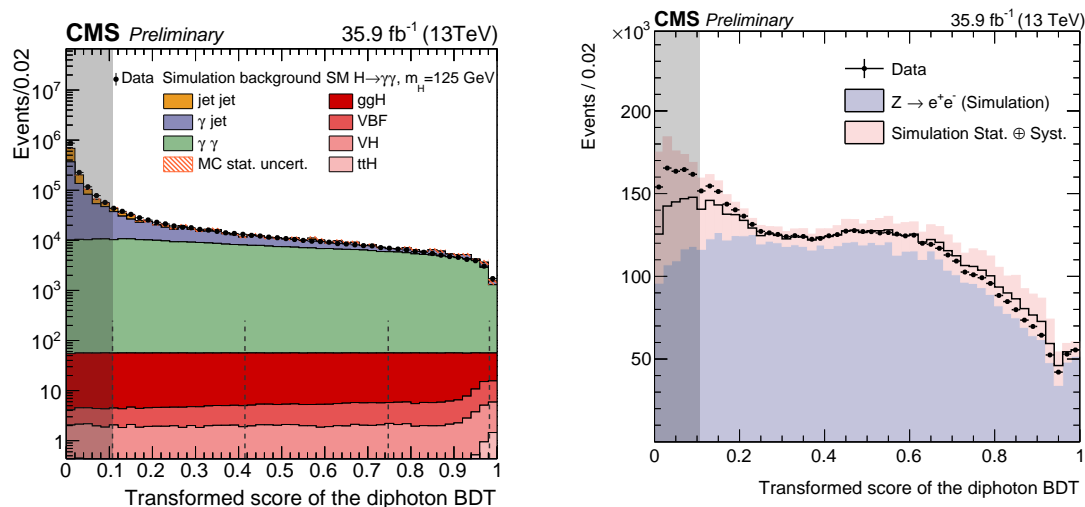 CMS Preliminary 35.9 fb⁻¹ (13TeV)
Events/0.02
10⁷
10⁶
10⁵
10⁴
10³
10²
10
1
Data Simulation background SM H→γγ, m_H=125 GeV
jet jet ggH
γ jet VBF
γ γ VH
MC stat. uncert. ttH
0 0.1 0.2 0.3 0.4 0.5 0.6 0.7 0.8 0.9 1
Transformed score of the diphoton BDT
CMS Preliminary 35.9 fb⁻¹ (13 TeV)
×10³
Events / 0.02
Data
Z → e⁺e⁻ (Simulation)
Simulation Stat. ⊕ Syst.
200
150
100
50
0 0.2 0.4 0.6 0.8 1
Transformed score of the diphoton BDT